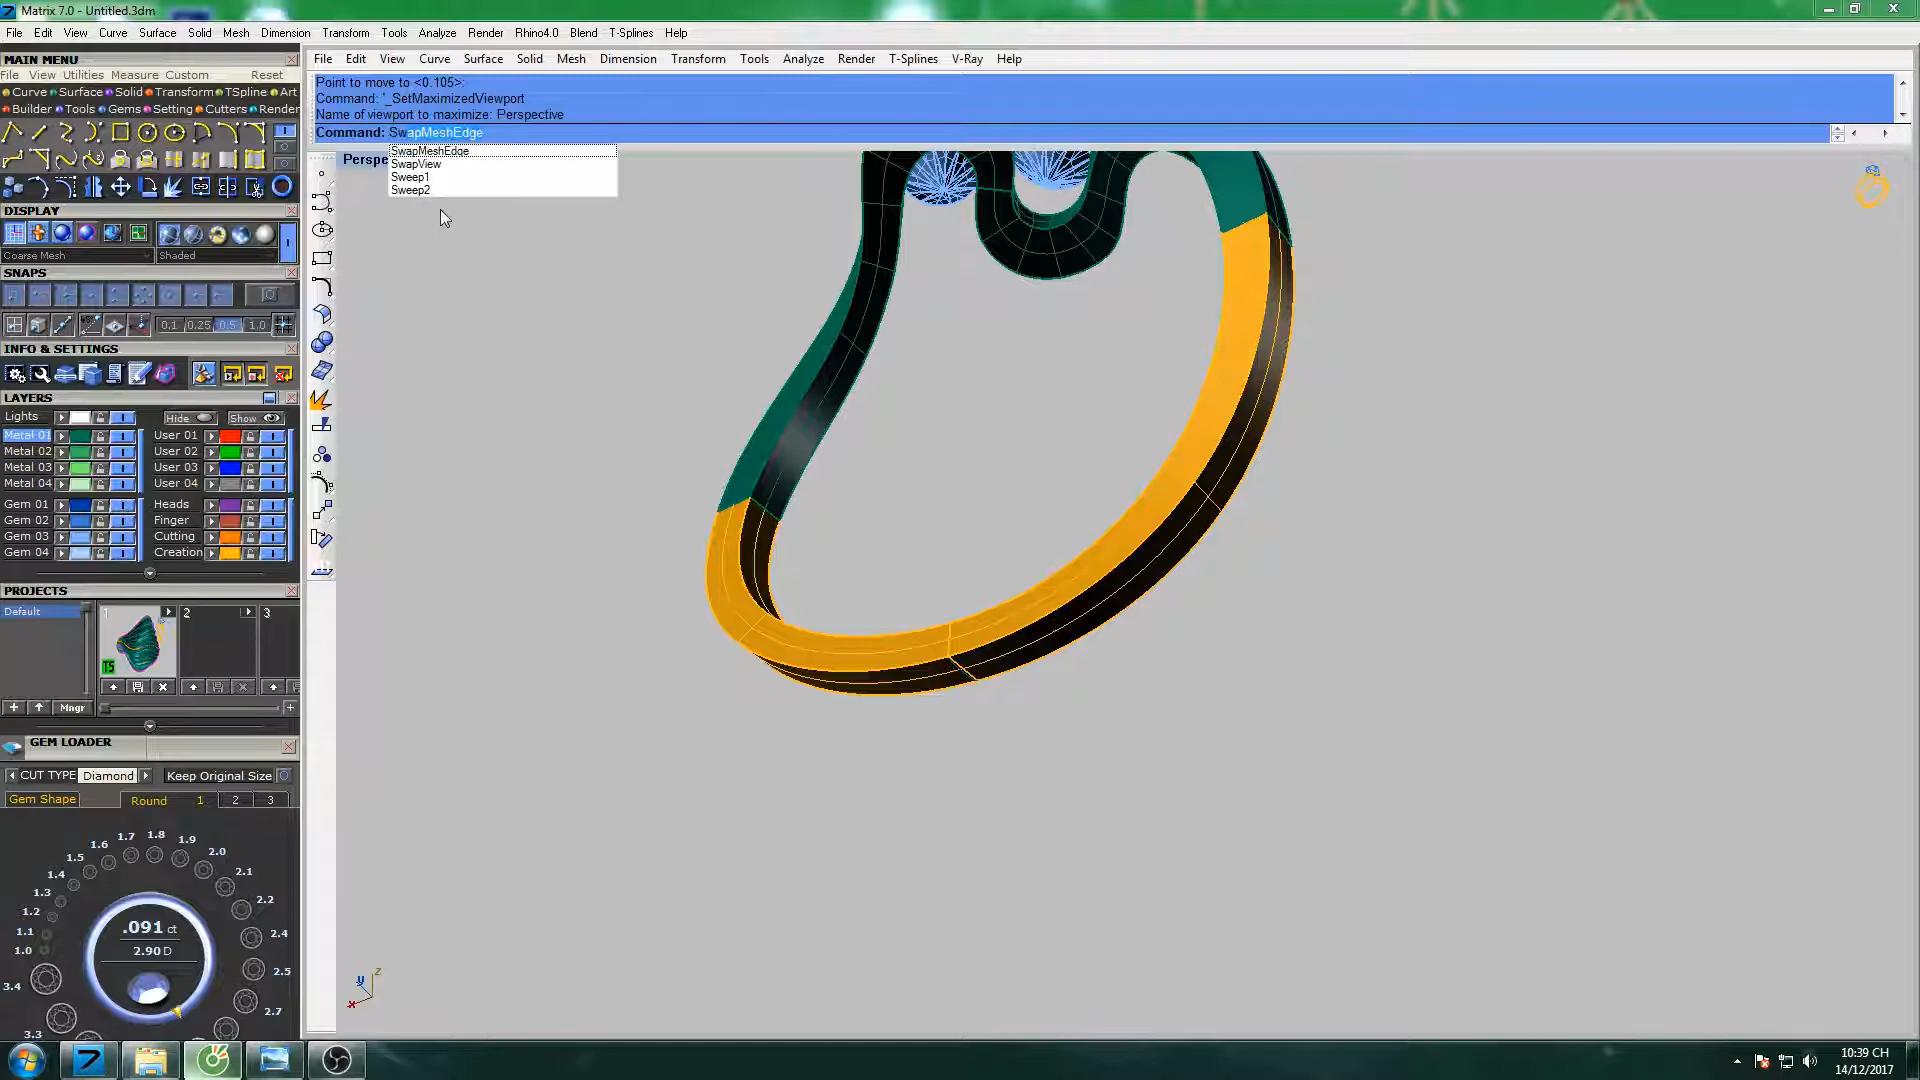 Matrix 7.0 - Untitled.3dm
File Edit View Curve Surface Solid Mesh Dimension Transform Tools Analyze Render Rhino4.0 Blend T-Splines Help
MAIN MENU
File View Utilities Measure Custom Reset
Curve Surface Solid Transform TSpline Art
Builder Tools Gems Setting Cutters Render
File Edit View Curve Surface Solid Mesh Dimension Transform Tools Analyze Render T-Splines V-Ray Help
Point to move to <0.105>:
Command: '_SetMaximizedViewport
Name of viewport to maximize: Perspective
Command: SwapMeshEdge
SwapMeshEdge
SwapView
Sweep1
Sweep2
Perspe
DISPLAY
Coarse Mesh Shaded
SNAPS
0.1 0.25 0.5 1.0
INFO & SETTINGS
LAYERS
Lights Hide Show
Metal 01 User 01
Metal 02 User 02
Metal 03 User 03
Metal 04 User 04
Gem 01 Heads
Gem 02 Finger
Gem 03 Cutting
Gem 04 Creation
PROJECTS
Default 1 2 3
TS
Mngr
GEM LOADER
CUT TYPE Diamond Keep Original Size
Gem Shape Round 1 2 3
1.8
1.7 1.9
1.6 2.0
1.5 2.1
1.4
1.3 2.2
1.2
1.1 2.4
1.0
.091 ct
2.90 D
2.5
3.4
2.7
3.3
z
y
x
10:39 CH
14/12/2017